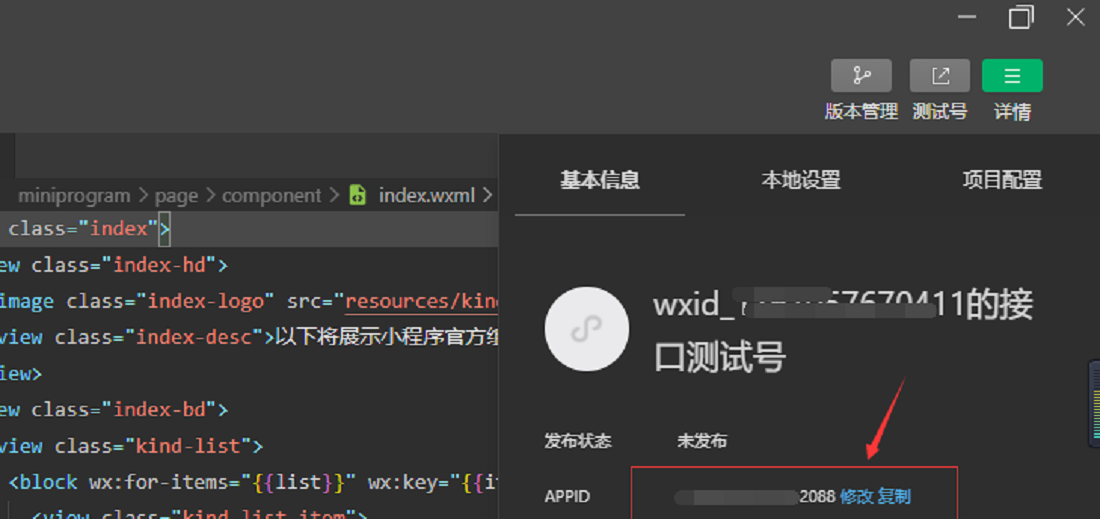 版本管理 测试号 详情
基本信息 本地设置 项目配置
miniprogram > page > component > index.wxml >
class="index">
ew class="index-hd">
image class="index-logo" src="resources/kin
view class="index-desc">以下将展示小程序官方组
iew>
ew class="index-bd">
view class="kind-list">
<block wx:for-items="{{list}}" wx:key="{{it
<view class="kind-list-item">
wxid_ 67670411的接
口测试号
发布状态 未发布
APPID 2088 修改 复制